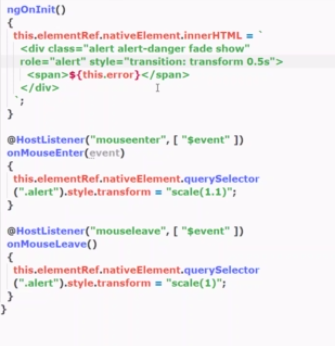 ngOnInit()
{
this.elementRef.nativeElement.innerHTML = `
<div class="alert alert-danger fade show"
role="alert" style="transition: transform 0.5s">
<span>${this.error}</span>
</div>
`;
}
@HostListener("mouseenter", [ "$event" ])
onMouseEnter(event)
{
this.elementRef.nativeElement.querySelector
(".alert").style.transform = "scale(1.1)";
}
@HostListener("mouseleave", [ "$event" ])
onMouseLeave()
{
this.elementRef.nativeElement.querySelector
(".alert").style.transform = "scale(1)";
}
}